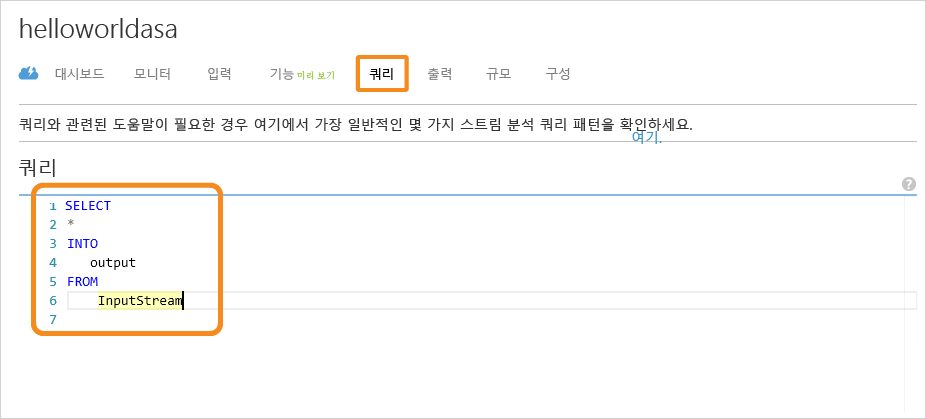 helloworldasa
대시보드 모니터 입력 기능 미리 보기 쿼리 출력 규모 구성
쿼리와 관련된 도움말이 필요한 경우 여기에서 가장 일반적인 몇 가지 스트림 분석 쿼리 패턴을 확인하세요.
여기.
쿼리
?
1 SELECT
2 *
3 INTO
4 output
5 FROM
6 InputStream
7